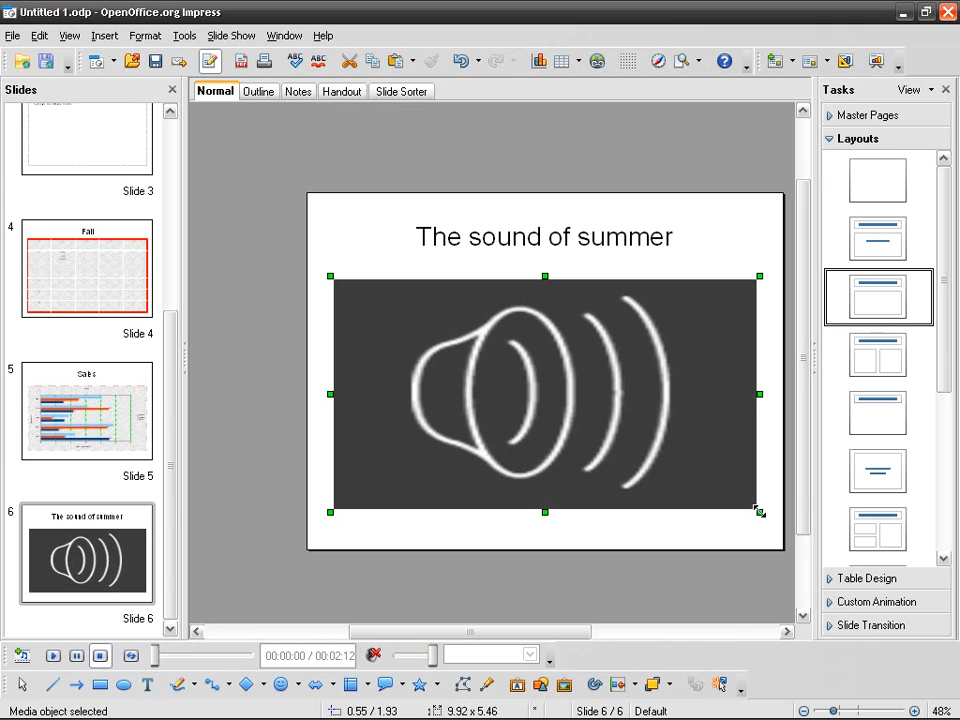 Untitled 1.odp - OpenOffice.org Impress
File Edit View Insert Format Tools Slide Show Window Help
Slides
Normal Outline Notes Handout Slide Sorter
Tasks View
Master Pages
Layouts
Slide 3
4
Fall
Slide 4
5
Sales
Slide 5
6
The sound of summer
Slide 6
The sound of summer
Table Design
Custom Animation
Slide Transition
00:00:00 / 00:02:12
Media object selected
0.55 / 1.93
9.92 x 5.46
*
Slide 6 / 6
Default
48%